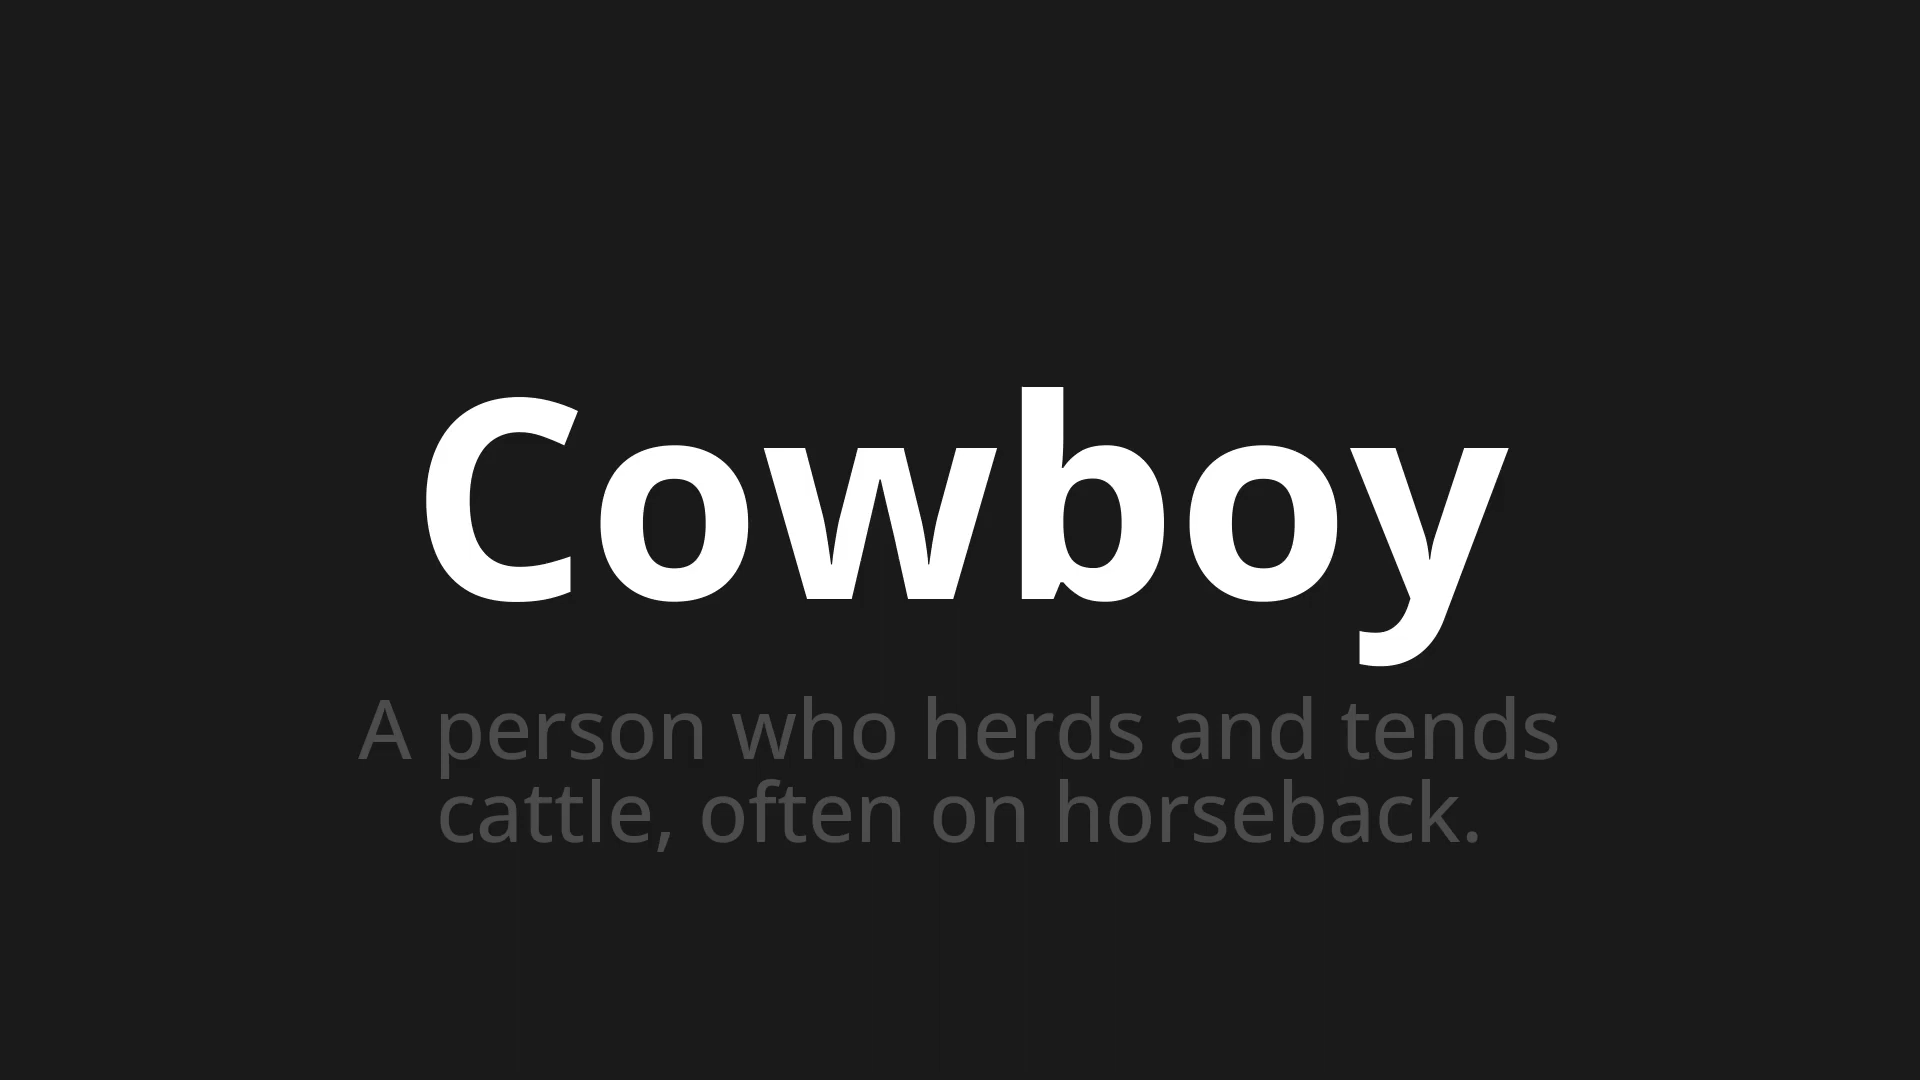 Cowboy
A person who herds and tends
cattle, often on horseback.